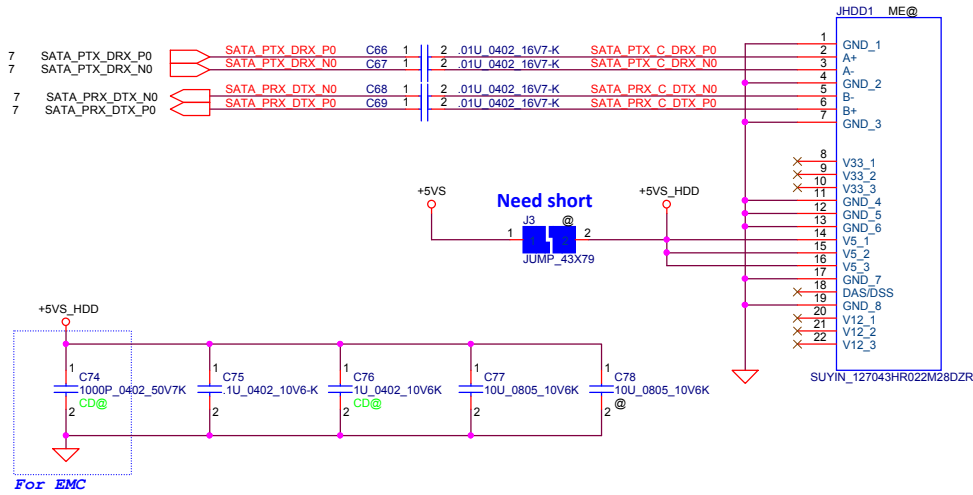 JHDD1 ME@
7 SATA_PTX_DRX_P0 SATA_PTX_DRX_P0 C66 1 2 .01U_0402_16V7-K SATA_PTX_C_DRX_P0
7 SATA_PTX_DRX_N0 SATA_PTX_DRX_N0 C67 1 2 .01U_0402_16V7-K SATA_PTX_C_DRX_N0
7 SATA_PRX_DTX_N0 SATA_PRX_DTX_N0 C68 1 2 .01U_0402_16V7-K SATA_PRX_C_DTX_N0
7 SATA_PRX_DTX_P0 SATA_PRX_DTX_P0 C69 1 2 .01U_0402_16V7-K SATA_PRX_C_DTX_P0
1 GND_1
2 A+
3 A-
4 GND_2
5 B-
6 B+
7 GND_3
8 V33_1
9 V33_2
10 V33_3
11 GND_4
12 GND_5
13 GND_6
14 V5_1
15 V5_2
16 V5_3
17 GND_7
18 DAS/DSS
19 GND_8
20 V12_1
21 V12_2
22 V12_3
SUYIN_127043HR022M28DZR
+5VS
Need short
+5VS_HDD
J3 @
1 1 2 2
JUMP_43X79
+5VS_HDD
1 1 1 1 1
C74 C75 C76 C77 C78
1000P_0402_50V7K .1U_0402_10V6-K 1U_0402_10V6K 10U_0805_10V6K 10U_0805_10V6K
CD@ CD@ @
2 2 2 2 2
For EMC